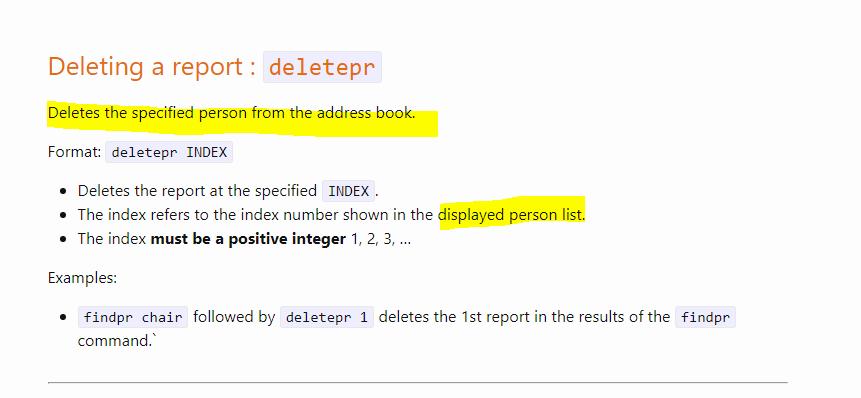 Deleting a report : deletepr
Deletes the specified person from the address book.
Format: deletepr INDEX
Deletes the report at the specified INDEX.
The index refers to the index number shown in the displayed person list.
The index must be a positive integer 1, 2, 3, …
Examples:
findpr chair followed by deletepr 1 deletes the 1st report in the results of the findpr
command.`